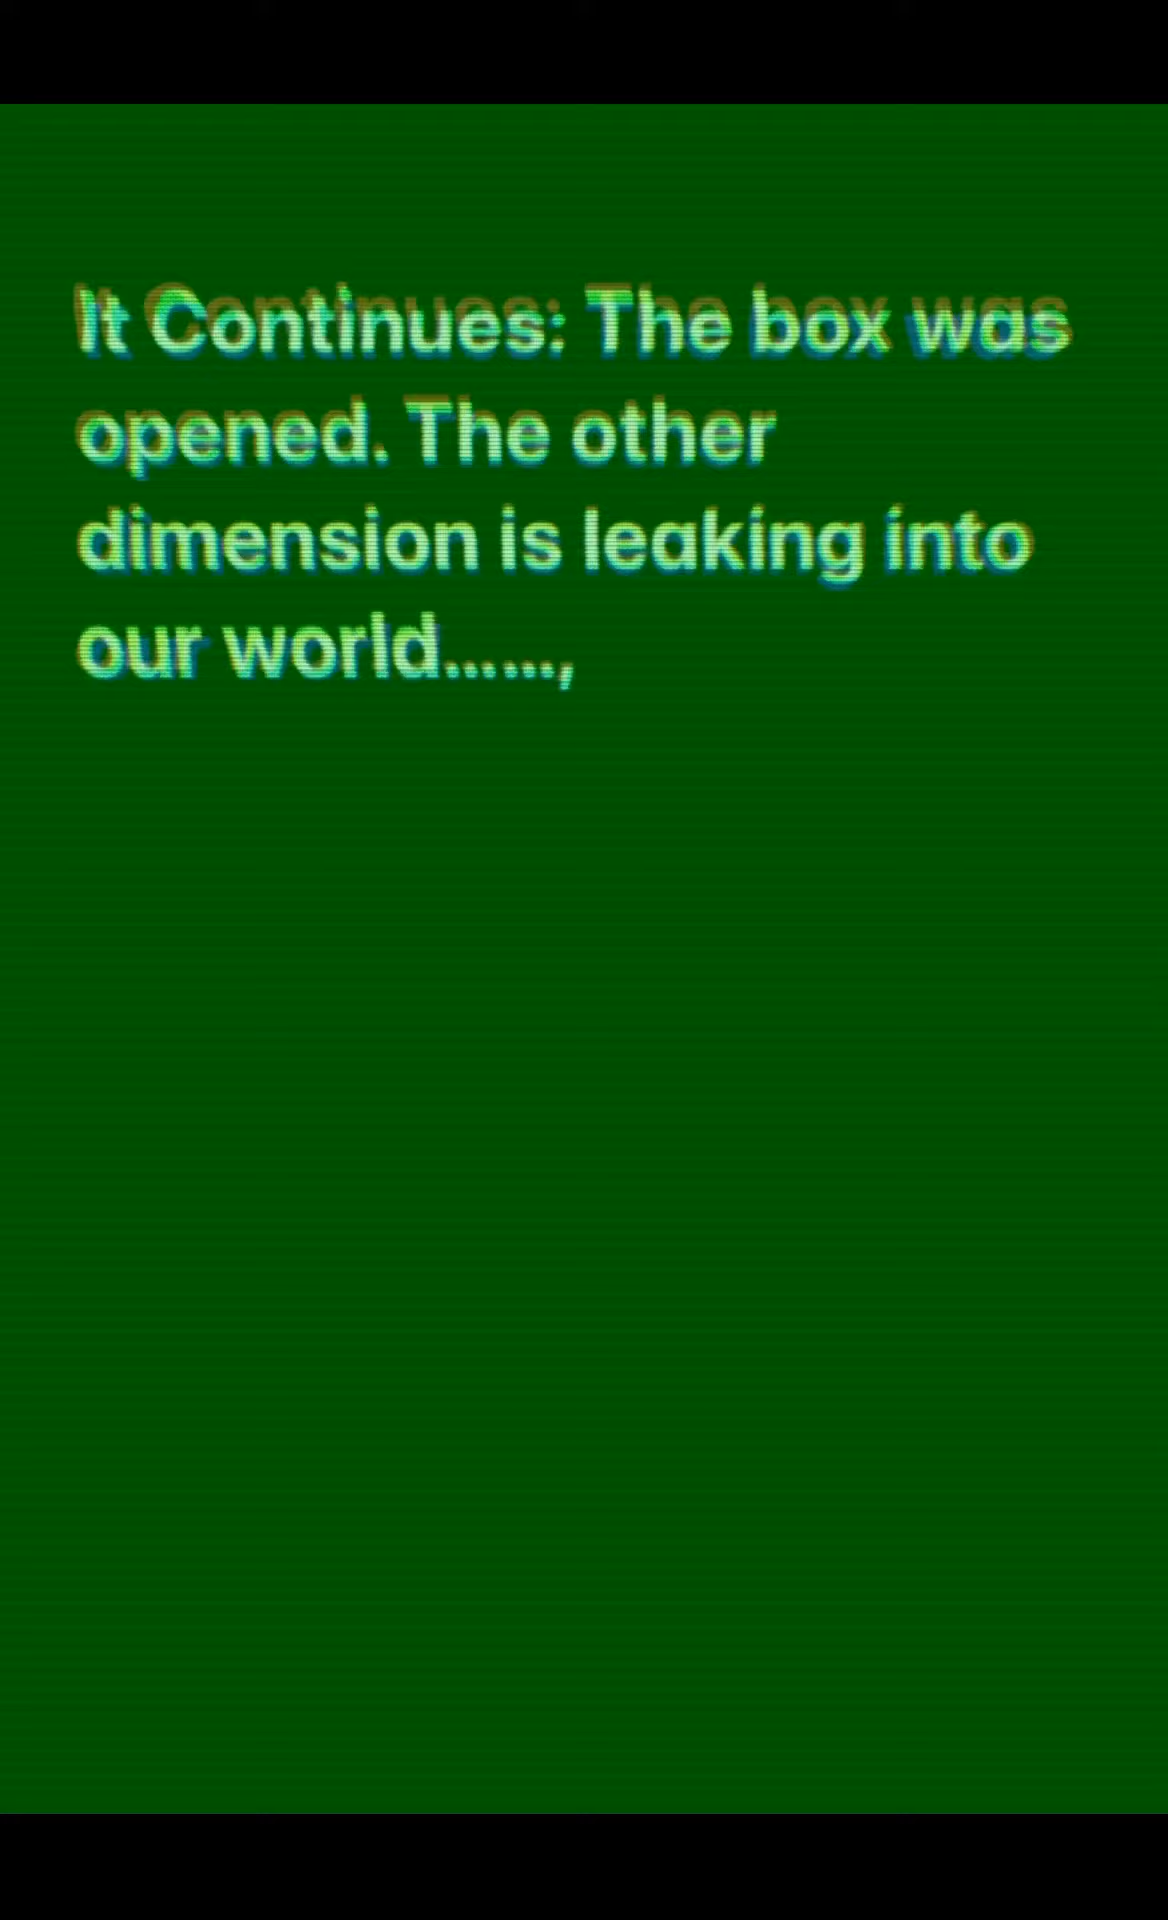 It Continues: The box was
opened. The other
dimension is leaking into
our world......,